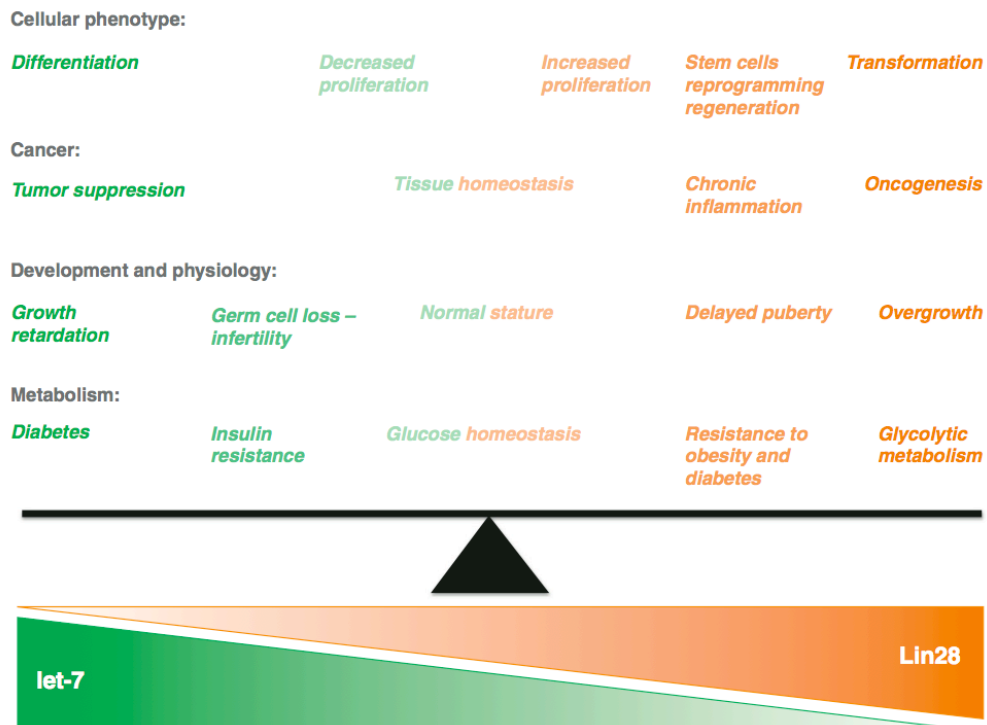 Cellular phenotype:
Differentiation
Decreased
proliferation
Increased
proliferation
Stem cells
reprograming
regeneration
Transformation
Cancer:
Tumor suppression
Tissue homeostasis
Chronic
inflammation
Oncogenesis
Development and physiology:
Growth
retardation
Germ cell loss –
infertility
Normal stature
Delayed puberty
Overgrowth
Metabolism:
Diabetes
Insulin
resistance
Glucose homeostasis
Resistance to
obesity and
diabetes
Glycolytic
metabolism
Lin28
let-7